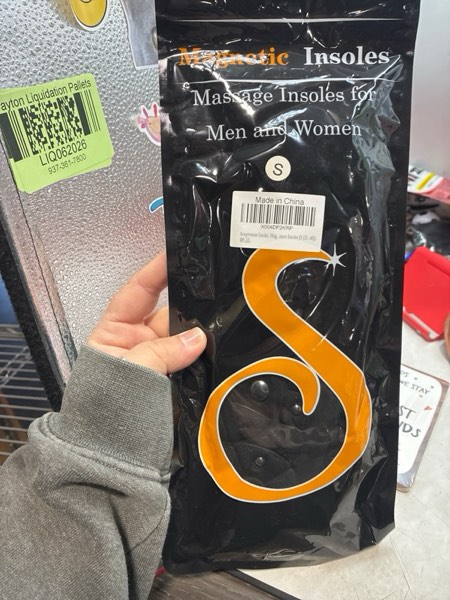 ayton Liquidation Pallets
LIQ062026
937-361-7800
Magnetic Insoles
Massage Insoles for
Men and Women
S
Made in China